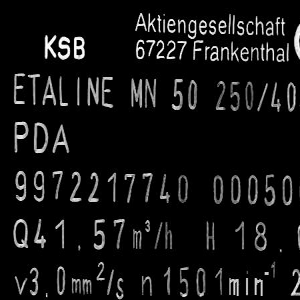 Aktiengesellschaft
KSB 67227 Frankenthal
ETALINE MN 50 250/40
PDA
9972217740 00050
Q41.57m³/h H 18.
v3.0mm²/s n1501min⁻¹ 2